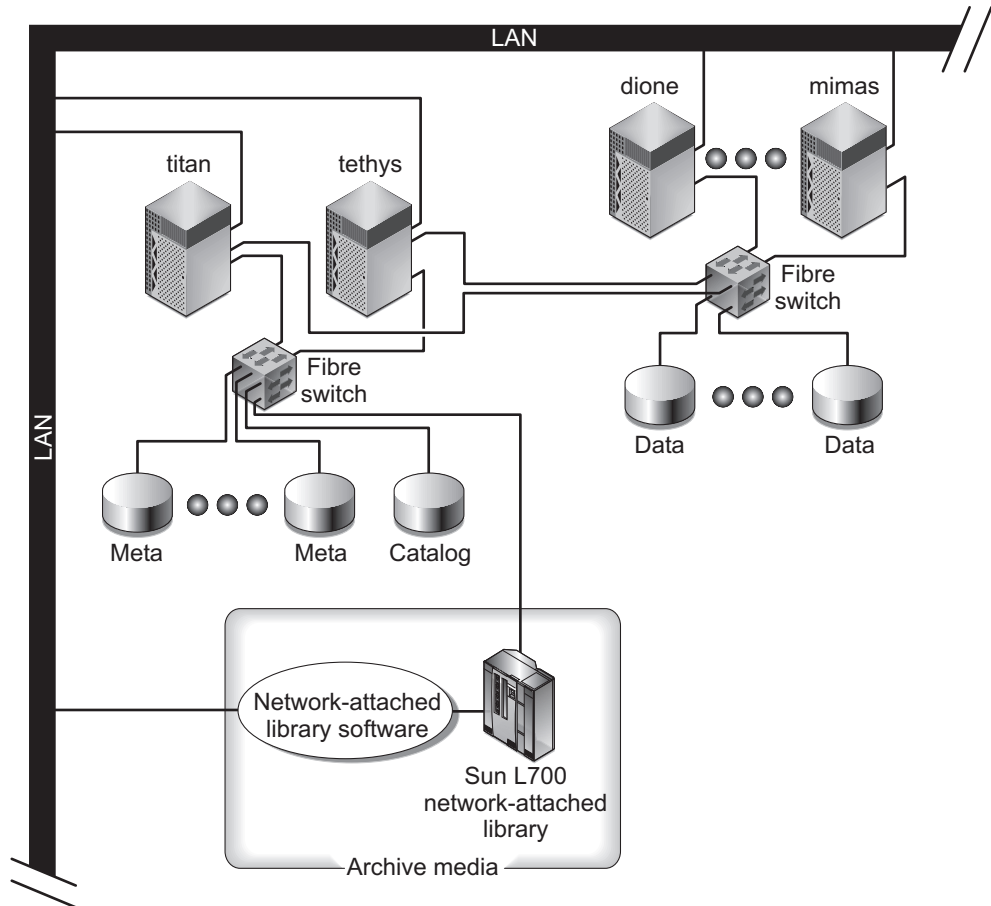 LAN
dione
mimas
titan
tethys
Fibre
switch
Fibre
switch
Data
Data
LAN
Meta
Meta
Catalog
Network-attached
library software
Sun L700
network-attached
library
Archive media